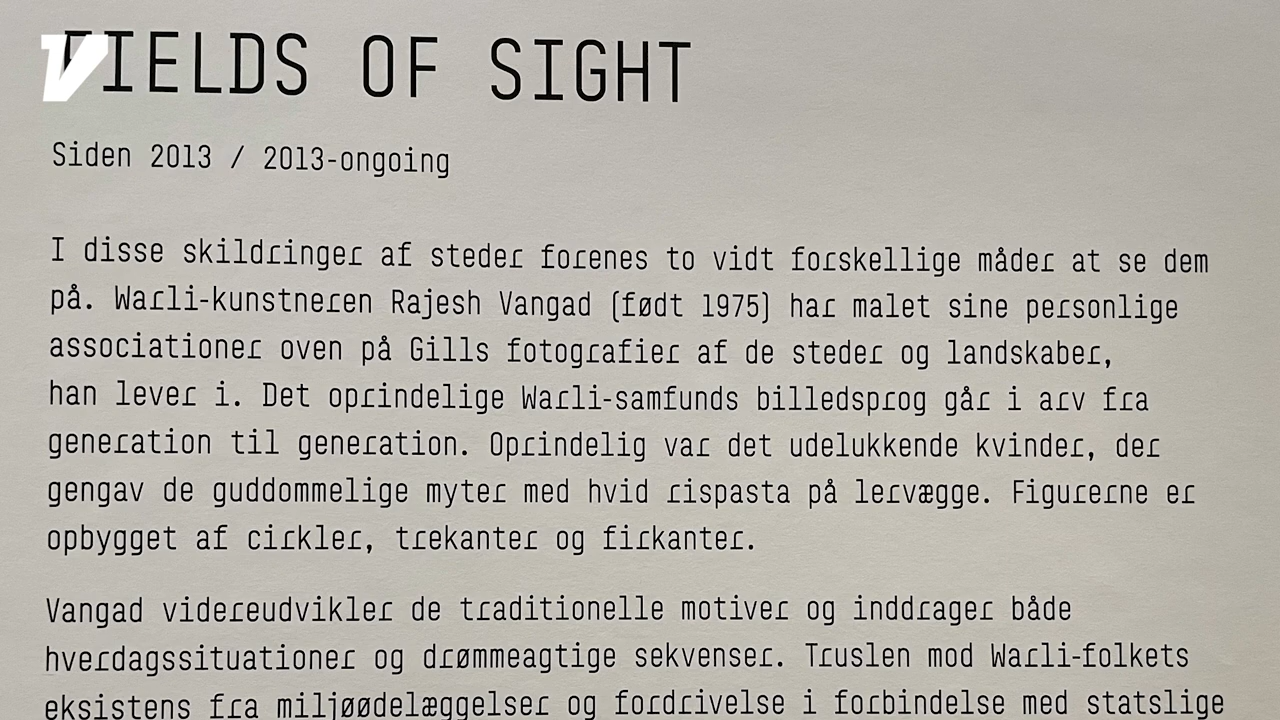 FIELDS OF SIGHT
Siden 2013 / 2013-ongoing
I disse skildringer af steder forenes to vidt forskellige måder at se dem
på. Warli-kunstneren Rajesh Vangad (født 1975) har malet sine personlige
associationer oven på Gills fotografier af de steder og landskaber,
han lever i. Det oprindelige Warli-samfunds billedsprog går i arv fra
generation til generation. Oprindelig var det udelukkende kvinder, der
gengav de guddommelige myter med hvid rispasta på lervægge. Figurerne er
opbygget af cirkler, trekanter og firkanter.
Vangad videreudvikler de traditionelle motiver og inddrager både
hverdagssituationer og drømmeagtige sekvenser. Truslen mod Warli-folkets
eksistens fra miljøødelæggelser og fordrivelse i forbindelse med statslige